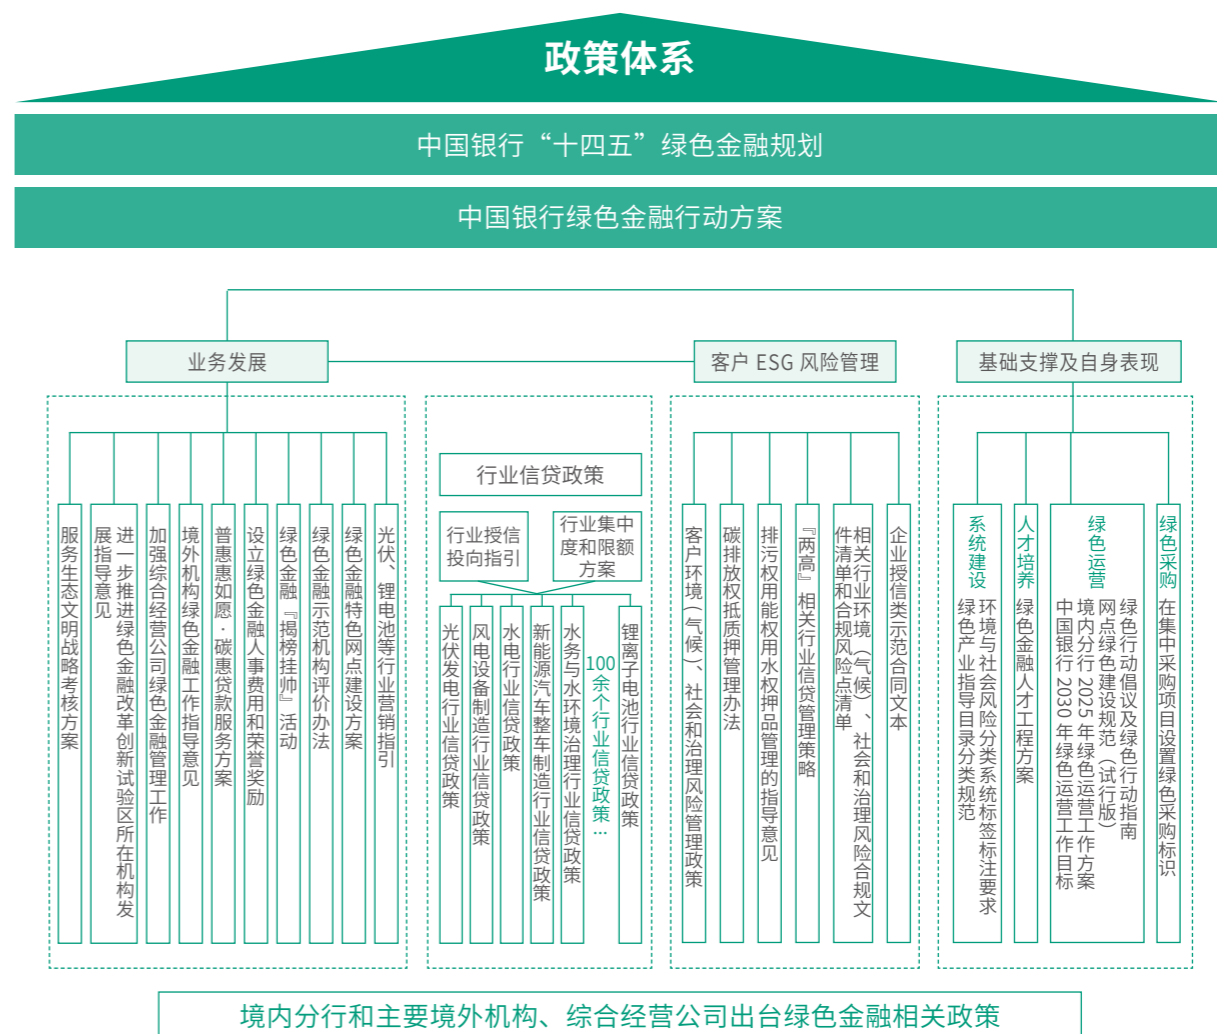 政策体系
中国银行“十四五”绿色金融规划
中国银行绿色金融行动方案
业务发展
客户 ESG 风险管理
基础支撑及自身表现
服务生态文明战略考核方案
进一步推进绿色金融改革创新试验区所在机构发
展指导意见
加强综合经营公司绿色金融管理工作
境外机构绿色金融工作指导意见
普惠惠如愿·碳惠贷款服务方案
设立绿色金融人事费用和荣誉奖励
绿色金融『揭榜挂帅』活动
绿色金融示范机构评价办法
绿色金融特色网点建设方案
光伏、锂电池等行业营销指引
行业信贷政策
行业授信
投向指引
行业集中
度和限额
方案
光伏发电行业信贷政策
风电设备制造行业信贷政策
水电行业信贷政策
新能源汽车整车制造行业信贷政策
水务与水环境治理行业信贷政策
100
余个行业信贷政策…
锂离子电池行业信贷政策
客户环境(气候)、社会和治理风险管理政策
碳排放权抵质押管理办法
排污权用能权用水权押品管理的指导意见
『两高』相关行业信贷管理策略
相关行业环境（气候）、社会和治理风险合规文
件清单和合规风险点清单
企业授信类示范合同文本
系统建设
环境与社会风险分类系统标签标注要求
绿色产业指导目录分类规范
人才培养
绿色金融人才工程方案
绿色运营
绿色行动倡议及绿色行动指南
网点绿色建设规范（试行版）
境内分行 2025 年绿色运营工作方案
中国银行 2030 年绿色运营工作目标
绿色采购
在集中采购项目设置绿色采购标识
境内分行和主要境外机构、综合经营公司出台绿色金融相关政策